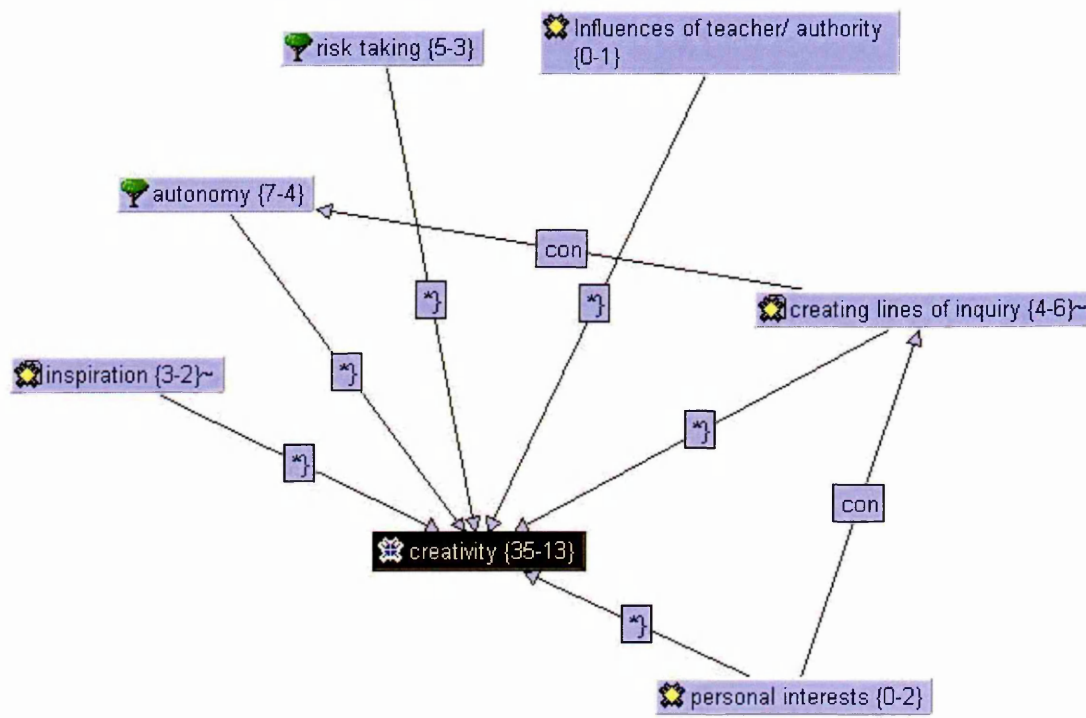 risk taking {5-3}
Influences of teacher/ authority
{0-1}
autonomy {7-4}
con
*}
*}
creating lines of inquiry {4-6}~
inspiration {3-2}~
*}
*}
*}
con
creativity {35-13}
*}
personal interests {0-2}